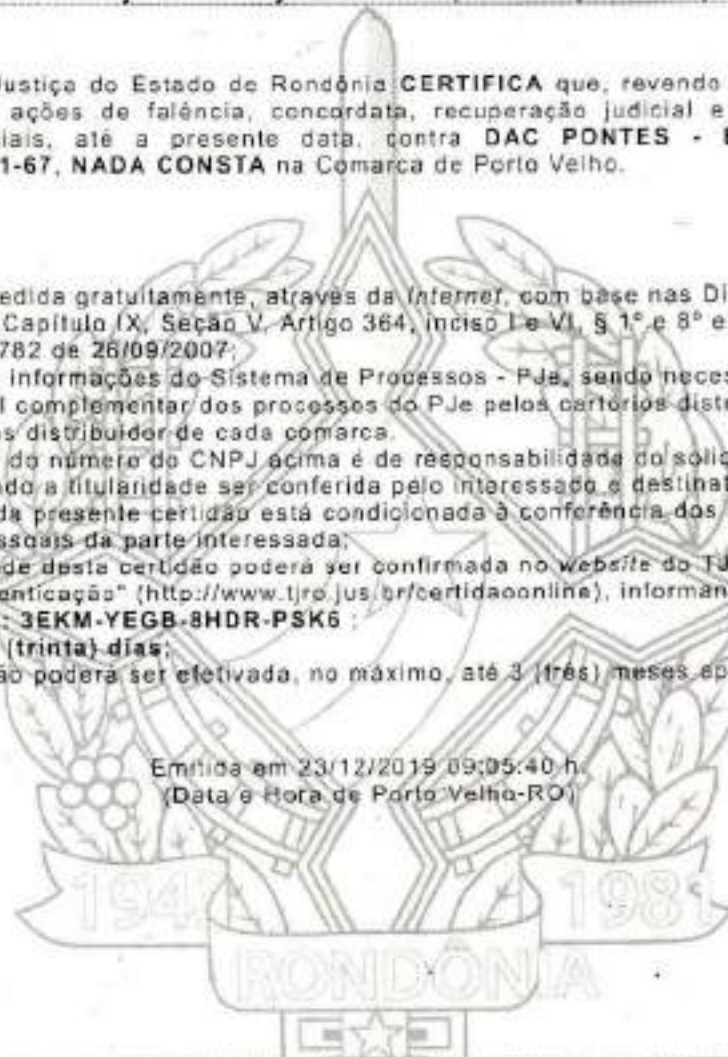 Justiça do Estado de Rondônia CERTIFICA que, revendo
ações de falência, concordata, recuperação judicial e
iais, até a presente data, contra DAC PONTES -
1-67, NADA CONSTA na Comarca de Porto Velho.
edida gratuitamente, através da Internet, com base nas Di
Capítulo IX, Seção V, Artigo 364, inciso I e VI, § 1º e 8º e
782 de 26/09/2007;
informações do Sistema de Processos - PJe, sendo neces
l complementar dos processos do PJe pelos cartórios distr
s distribuidor de cada comarca.
do número do CNPJ acima é de responsabilidade do solic
ndo a titularidade ser conferida pelo interessado e destinat
da presente certidão está condicionada à conferência dos
ssoais da parte interessada;
de desta certidão poderá ser confirmada no website do TJ
enticação" (http://www.tjro.jus.br/certidaoonline), informan
: 3EKM-YEGB-8HDR-PSK6 ;
(trinta) dias;
ão poderá ser efetivada, no máximo, até 3 (três) meses ap
Emitida em 23/12/2019 09:05:40 h.
(Data e Hora de Porto Velho-RO)
1943 1981
RONDÔNIA